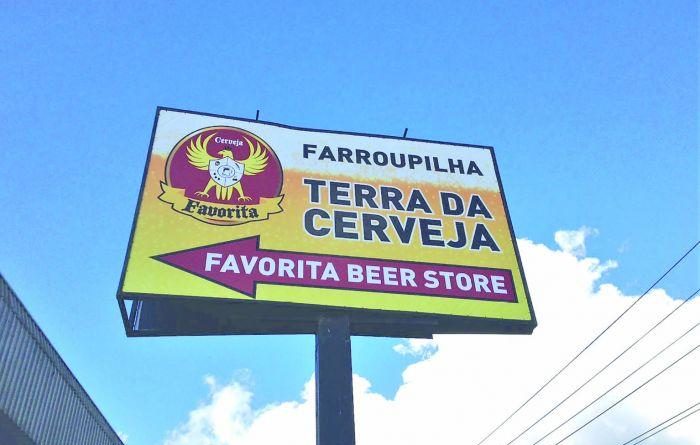 Cerveja
Favorita
FARROUPILHA
TERRA DA
CERVEJA
FAVORITA BEER STORE